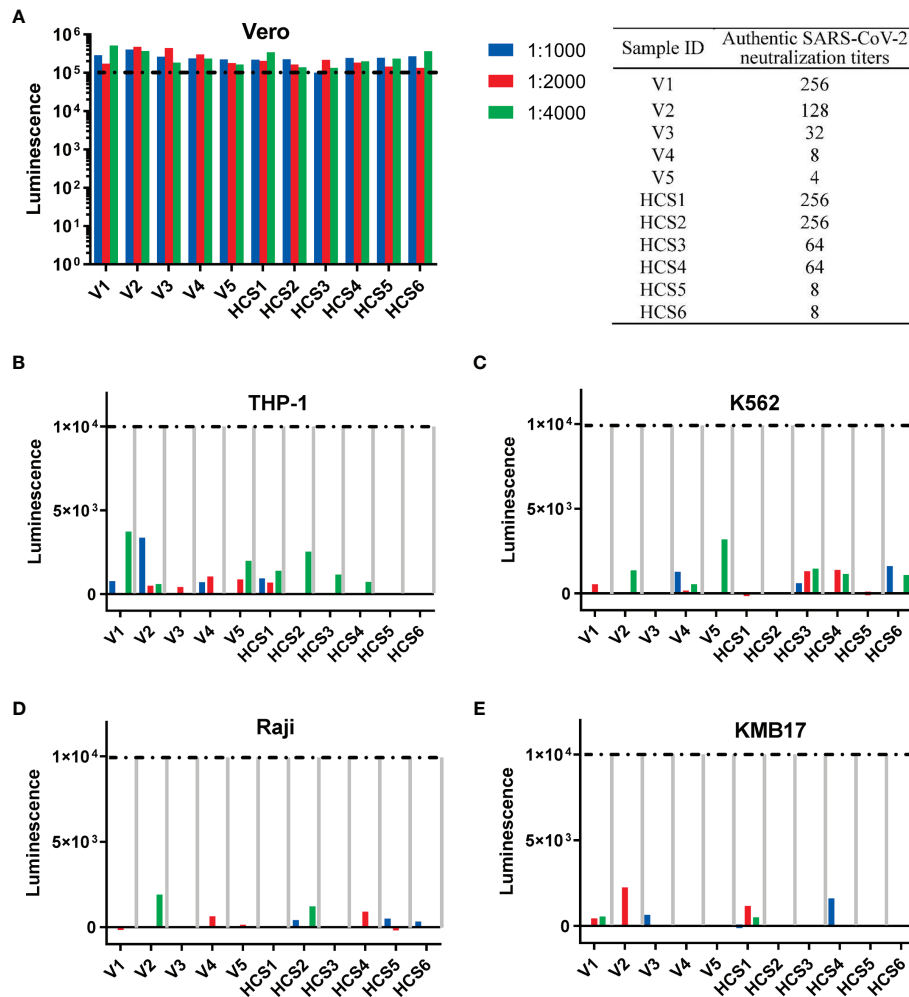 A
Vero
Luminescence
10⁶
10⁵
10⁴
10³
10²
10¹
10⁰
V1 V2 V3 V4 V5 HCS1 HCS2 HCS3 HCS4 HCS5 HCS6
1:1000
1:2000
1:4000
Sample ID Authentic SARS-CoV-2 neutralization titers
V1 256
V2 128
V3 32
V4 8
V5 4
HCS1 256
HCS2 256
HCS3 64
HCS4 64
HCS5 8
HCS6 8
B
THP-1
Luminescence
1×10⁴
5×10³
0
V1 V2 V3 V4 V5 HCS1 HCS2 HCS3 HCS4 HCS5 HCS6
C
K562
Luminescence
1×10⁴
5×10³
0
V1 V2 V3 V4 V5 HCS1 HCS2 HCS3 HCS4 HCS5 HCS6
D
Raji
Luminescence
1×10⁴
5×10³
0
V1 V2 V3 V4 V5 HCS1 HCS2 HCS3 HCS4 HCS5 HCS6
E
KMB17
Luminescence
1×10⁴
5×10³
0
V1 V2 V3 V4 V5 HCS1 HCS2 HCS3 HCS4 HCS5 HCS6